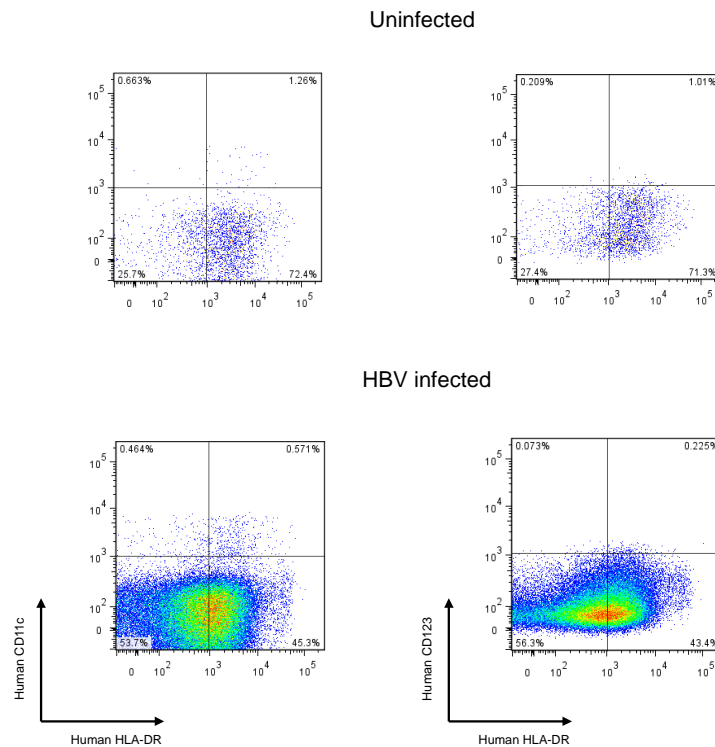 Uninfected
0.663% 1.26%
10^5
10^4
10^3
10^2
0
25.7% 72.4%
0 10^2 10^3 10^4 10^5
0.209% 1.01%
10^5
10^4
10^3
10^2
0
27.4% 71.3%
0 10^2 10^3 10^4 10^5
HBV infected
0.464% 0.571%
10^5
10^4
10^3
10^2
0
53.7% 45.3%
0 10^2 10^3 10^4 10^5
Human CD11c
Human HLA-DR
0.073% 0.225%
10^5
10^4
10^3
10^2
0
56.3% 43.4%
0 10^2 10^3 10^4 10^5
Human CD123
Human HLA-DR